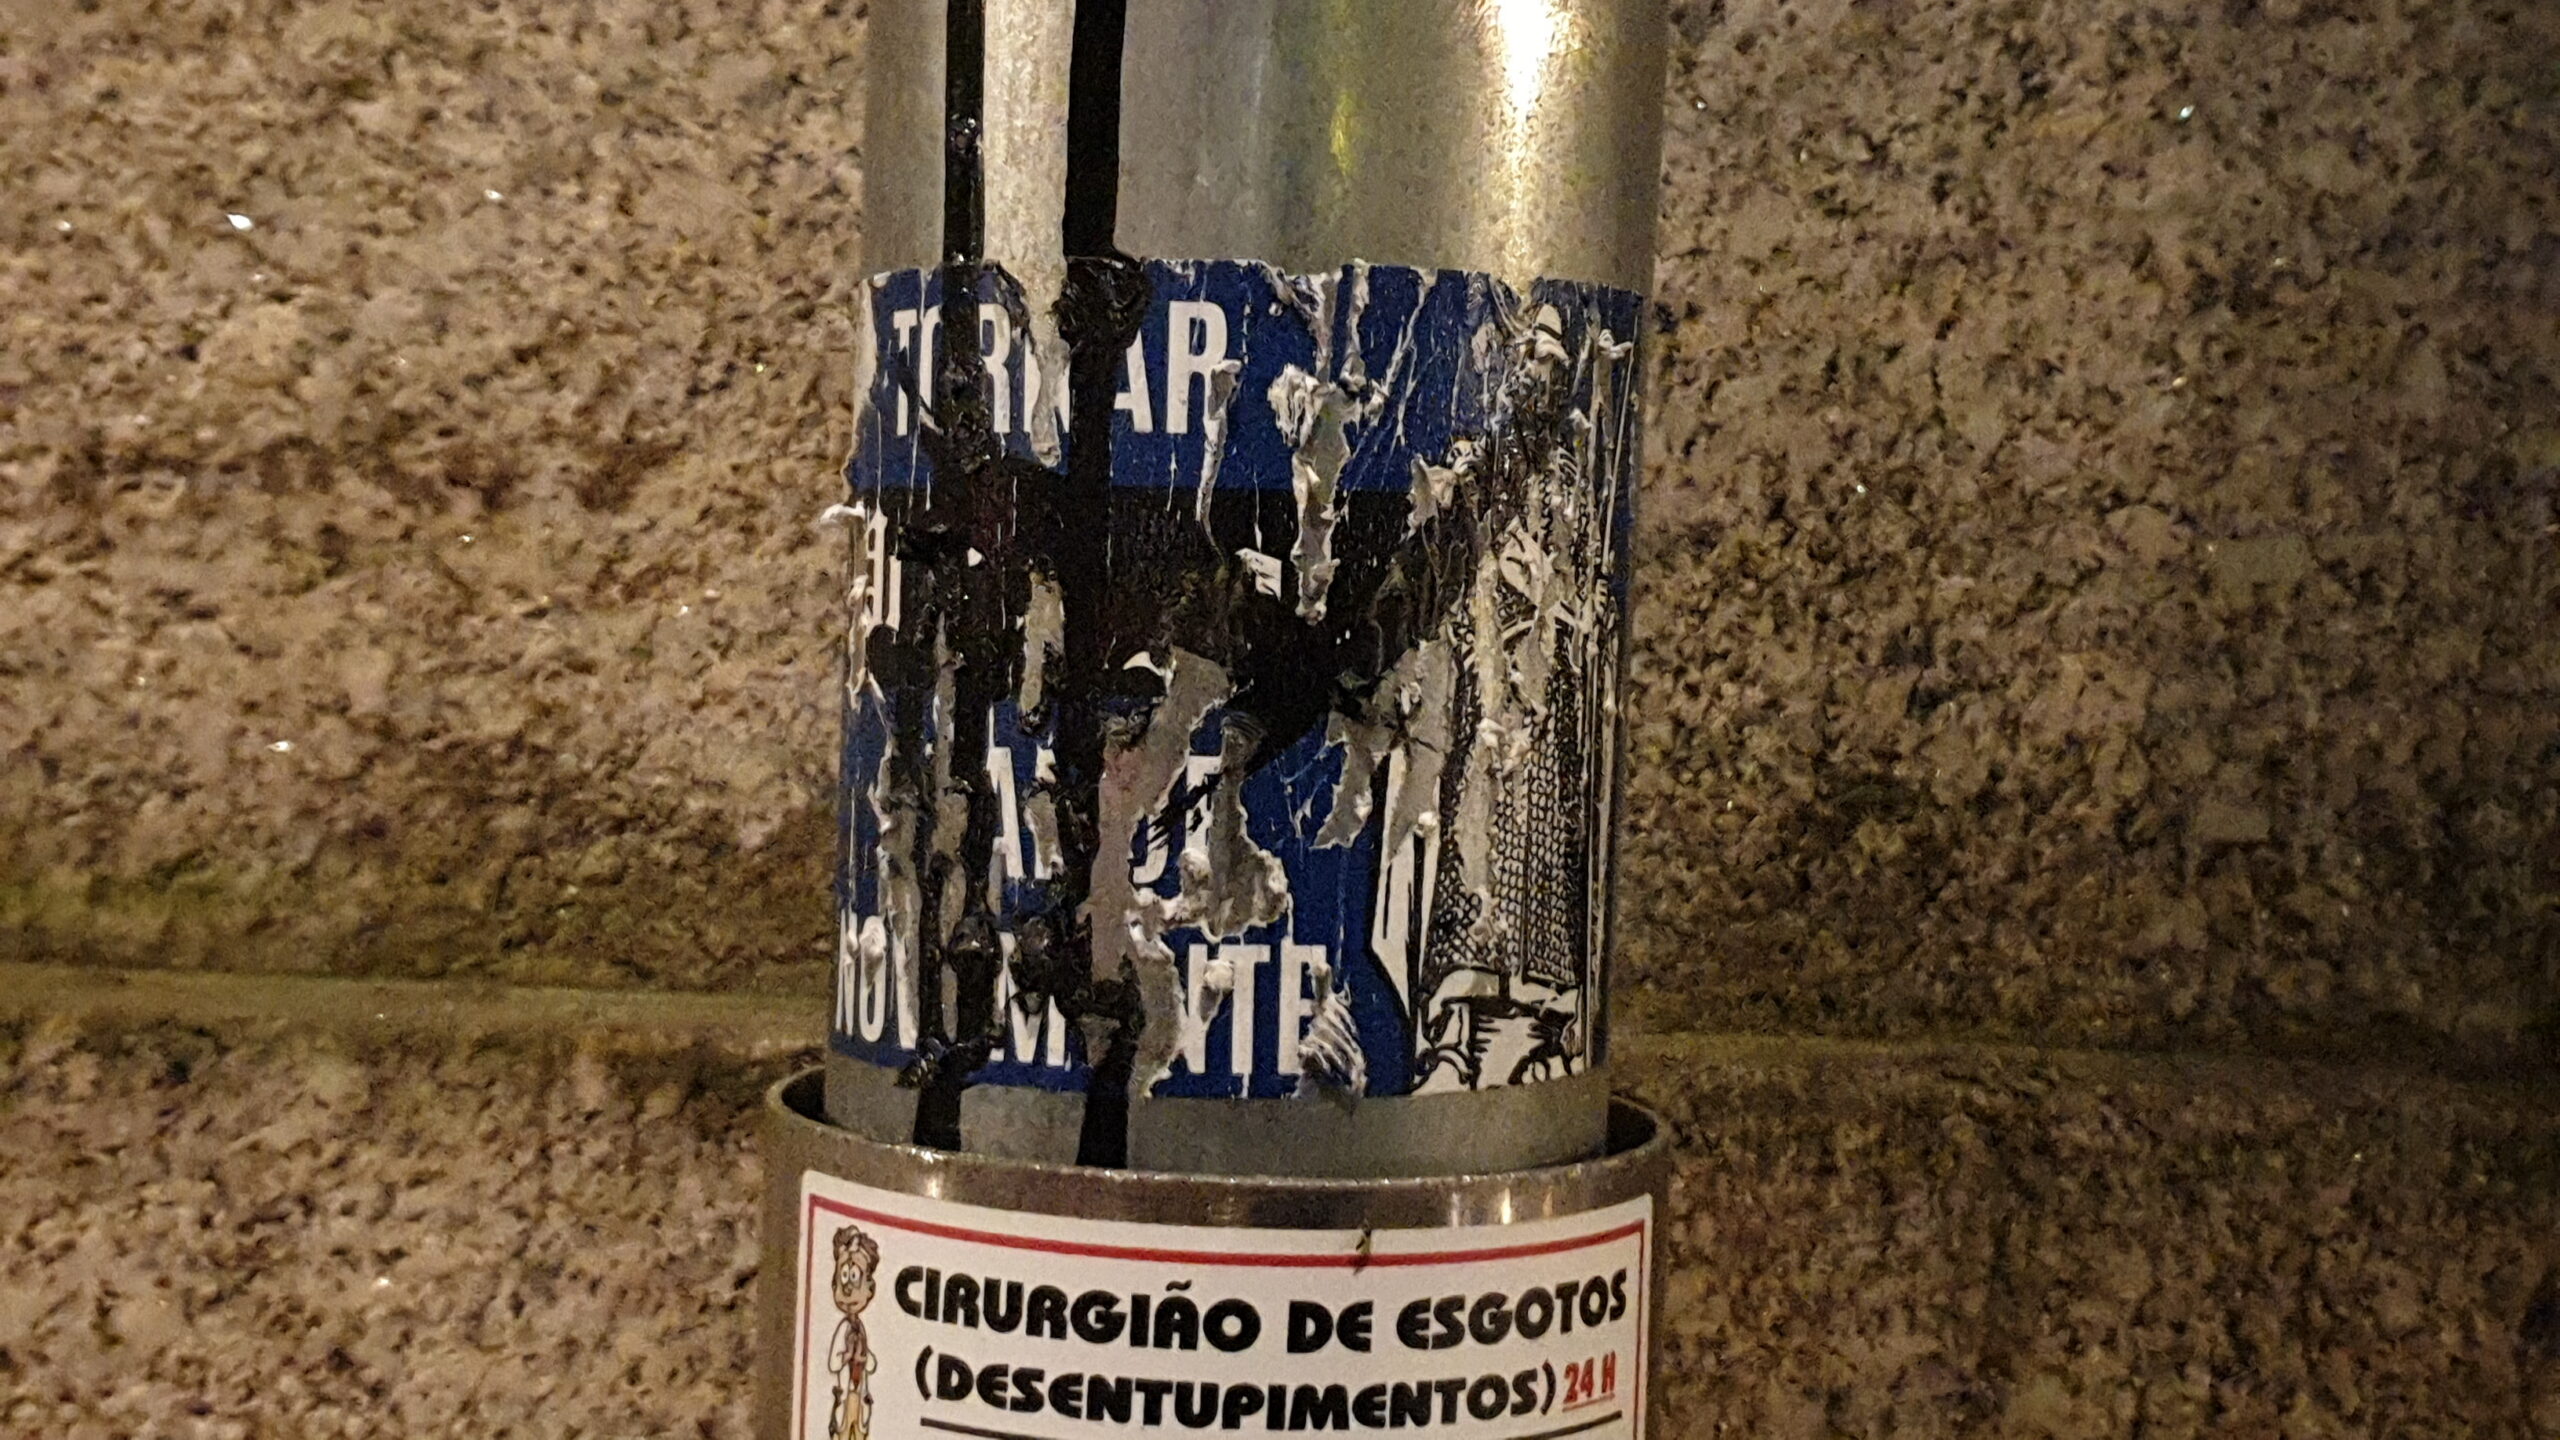 TORNAR
NOVAMENTE
CIRURGIÃO DE ESGOTOS
(DESENTUPIMENTOS) 24 H